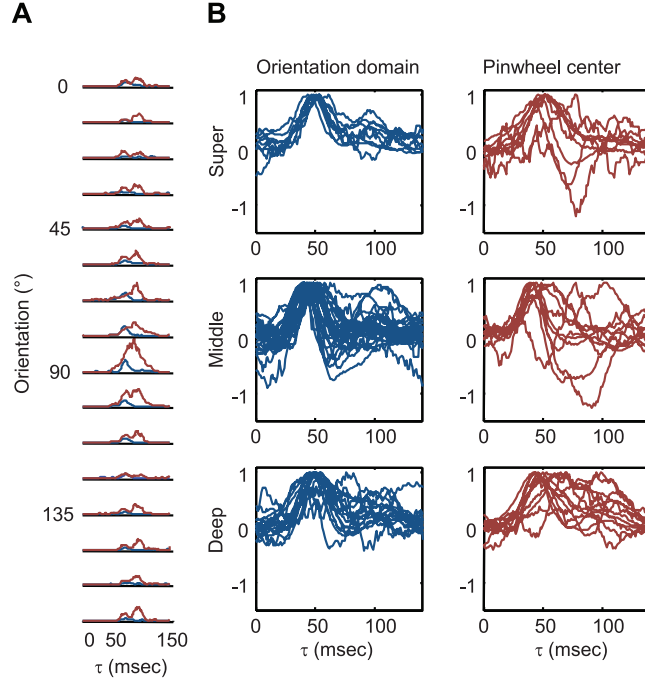 A
B
Orientation domain
Pinwheel center
Orientation (°)
0
45
90
135
0 50 150
τ (msec)
Super
1
0
-1
0 50 100
1
0
-1
0 50 100
Middle
1
0
-1
0 50 100
1
0
-1
0 50 100
Deep
1
0
-1
0 50 100
τ (msec)
1
0
-1
0 50 100
τ (msec)